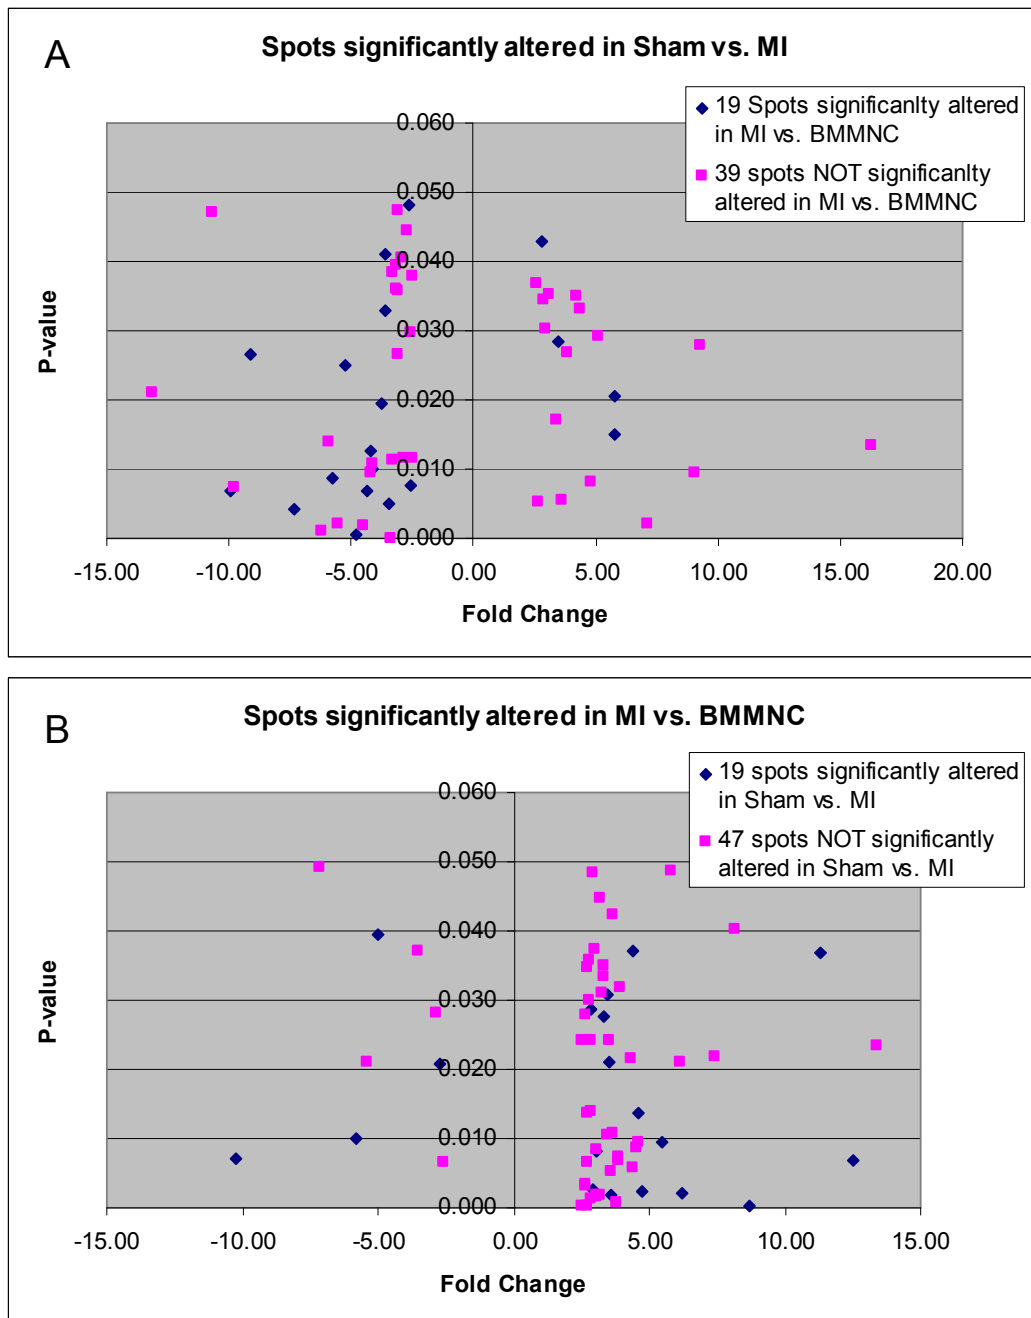 A
Spots significantly altered in Sham vs. MI
19 Spots significanlty altered
in MI vs. BMMNC
39 spots NOT significanlty
altered in MI vs. BMMNC
0.060
0.050
0.040
0.030
0.020
0.010
0.000
P-value
-15.00 -10.00 -5.00 0.00 5.00 10.00 15.00 20.00
Fold Change
B
Spots significantly altered in MI vs. BMMNC
19 spots significantly altered
in Sham vs. MI
47 spots NOT significantly
altered in Sham vs. MI
0.060
0.050
0.040
0.030
0.020
0.010
0.000
P-value
-15.00 -10.00 -5.00 0.00 5.00 10.00 15.00
Fold Change